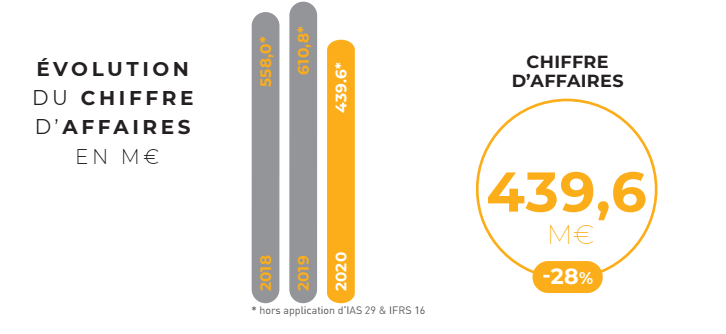 ÉVOLUTION
DU CHIFFRE
D'AFFAIRES
EN M€
558,0*
2018
610,8*
2019
439.6*
2020
* hors application d'IAS 29 & IFRS 16
CHIFFRE
D'AFFAIRES
439,6
M€
-28%